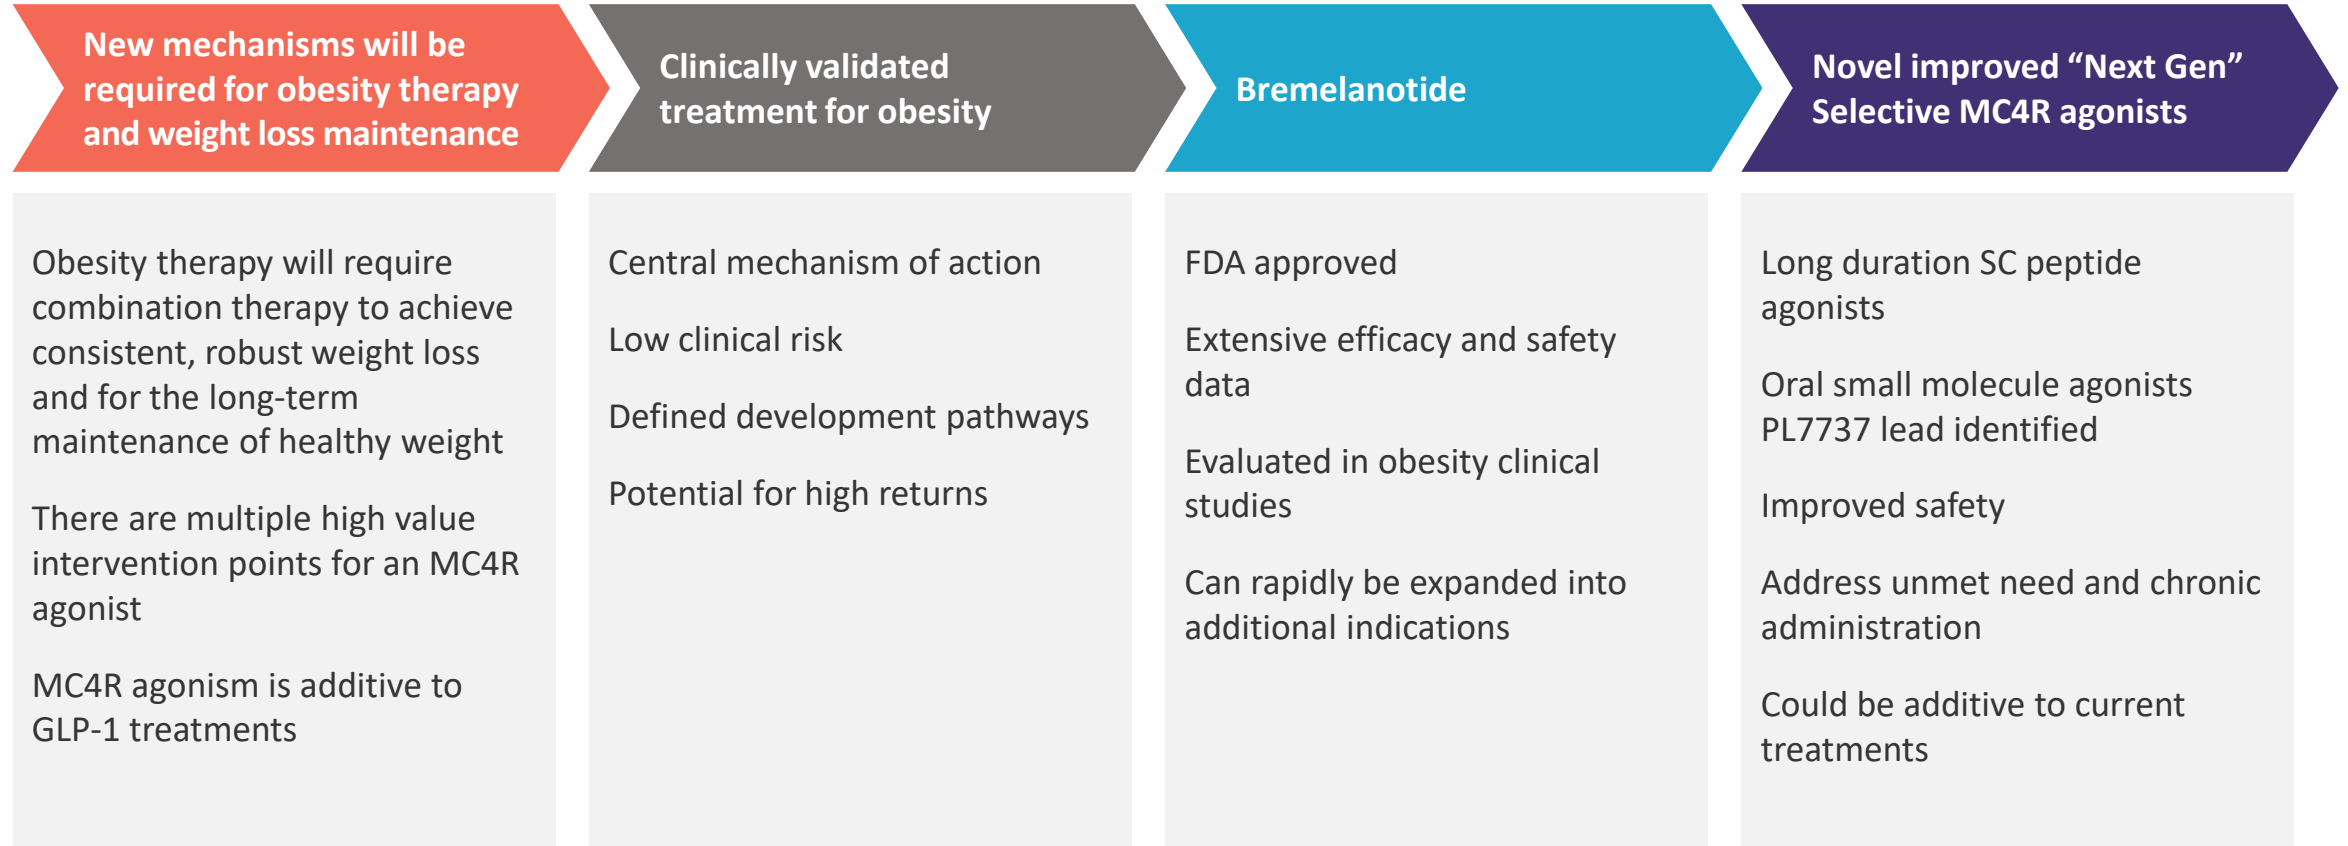 New mechanisms will be
required for obesity therapy
and weight loss maintenance
Obesity therapy will require
combination therapy to achieve
consistent, robust weight loss
and for the long-term
maintenance of healthy weight
There are multiple high value
intervention points for an MC4R
agonist
MC4R agonism is additive to
GLP-1 treatments
Clinically validated
treatment for obesity
Central mechanism of action
Low clinical risk
Defined development pathways
Potential for high returns
Bremelanotide
FDA approved
Extensive efficacy and safety
data
Evaluated in obesity clinical
studies
Can rapidly be expanded into
additional indications
Novel improved “Next Gen”
Selective MC4R agonists
Long duration SC peptide
agonists
Oral small molecule agonists
PL7737 lead identified
Improved safety
Address unmet need and chronic
administration
Could be additive to current
treatments